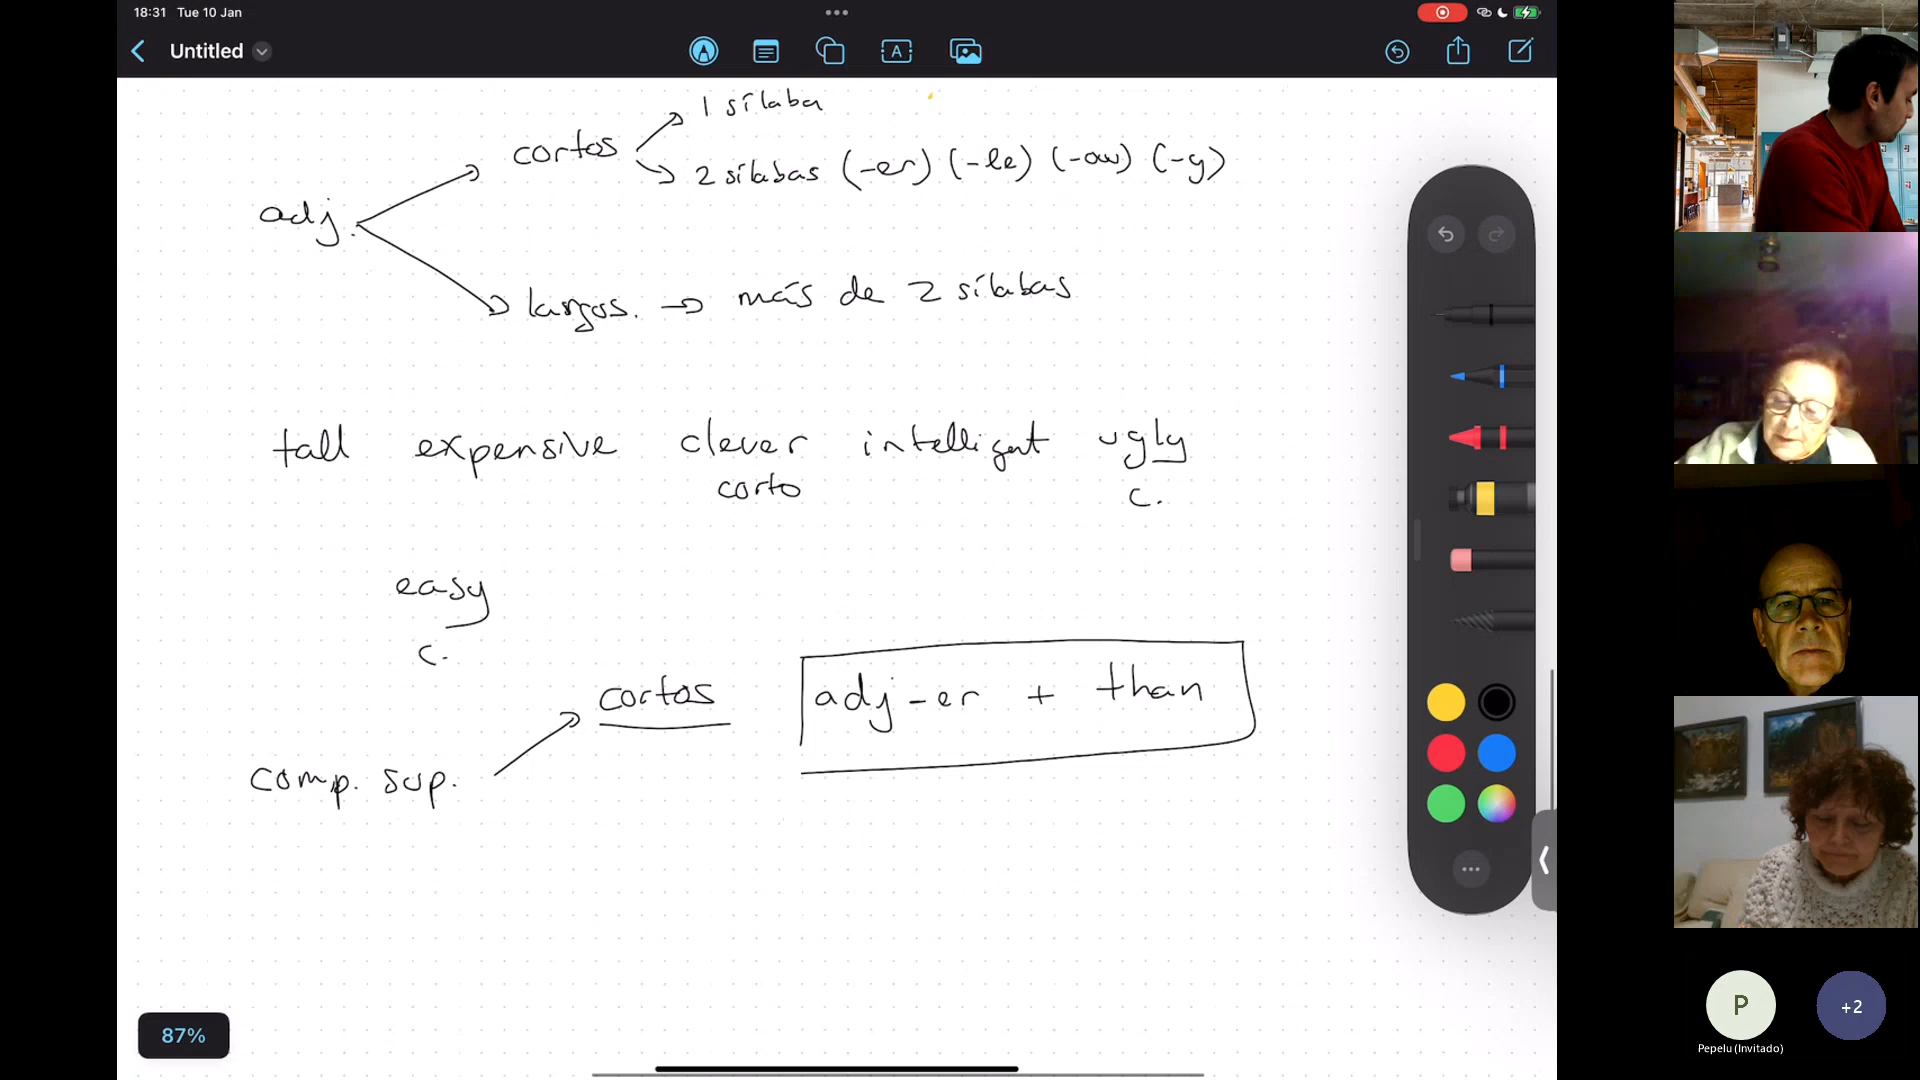 18:31 Tue 10 Jan
Untitled
A
1 sílaba
cortos
2 sílabas (-er) (-le) (-ow) (-y)
adj.
largos. → más de 2 sílabas
tall expensive clever intelligent ugly
corto c.
easy
c.
cortos adj-er + than
comp. sup.
87%
P
+2
Pepelu (Invitado)